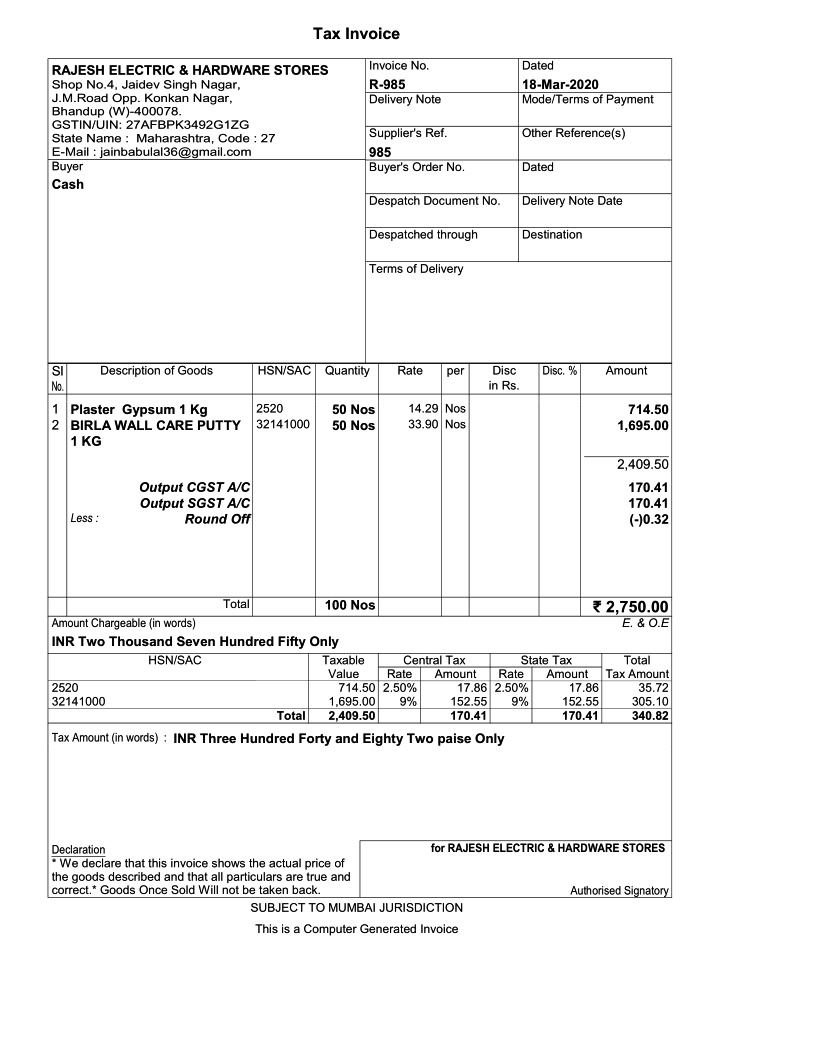 Tax Invoice
RAJESH ELECTRIC & HARDWARE STORES
Shop No.4, Jaidev Singh Nagar,
J.M.Road Opp. Konkan Nagar,
Bhandup (W)-400078.
GSTIN/UIN: 27AFBPK3492G1ZG
State Name : Maharashtra, Code : 27
E-Mail : jainbabulal36@gmail.com
Invoice No. Dated
R-985 18-Mar-2020
Delivery Note Mode/Terms of Payment
Supplier's Ref. Other Reference(s)
985
Buyer
Cash
Buyer's Order No. Dated
Despatch Document No. Delivery Note Date
Despatched through Destination
Terms of Delivery
Sl No. Description of Goods HSN/SAC Quantity Rate per Disc in Rs. Disc. % Amount
1 Plaster Gypsum 1 Kg 2520 50 Nos 14.29 Nos 714.50
2 BIRLA WALL CARE PUTTY 32141000 50 Nos 33.90 Nos 1,695.00
1 KG
2,409.50
Output CGST A/C 170.41
Output SGST A/C 170.41
Less : Round Off (-)0.32
Total 100 Nos ₹ 2,750.00
Amount Chargeable (in words) E. & O.E
INR Two Thousand Seven Hundred Fifty Only
HSN/SAC Taxable Central Tax State Tax Total
Value Rate Amount Rate Amount Tax Amount
2520 714.50 2.50% 17.86 2.50% 17.86 35.72
32141000 1,695.00 9% 152.55 9% 152.55 305.10
Total 2,409.50 170.41 170.41 340.82
Tax Amount (in words) : INR Three Hundred Forty and Eighty Two paise Only
Declaration
* We declare that this invoice shows the actual price of
the goods described and that all particulars are true and
correct.* Goods Once Sold Will not be taken back.
for RAJESH ELECTRIC & HARDWARE STORES
Authorised Signatory
SUBJECT TO MUMBAI JURISDICTION
This is a Computer Generated Invoice